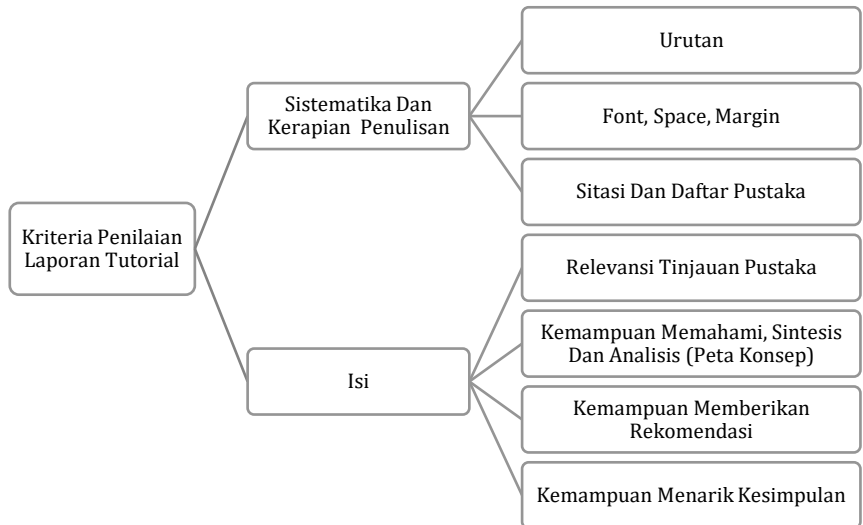 Kriteria Penilaian
Laporan Tutorial
Sistematika Dan
Kerapian Penulisan
Urutan
Font, Space, Margin
Sitasi Dan Daftar Pustaka
Isi
Relevansi Tinjauan Pustaka
Kemampuan Memahami, Sintesis
Dan Analisis (Peta Konsep)
Kemampuan Memberikan
Rekomendasi
Kemampuan Menarik Kesimpulan